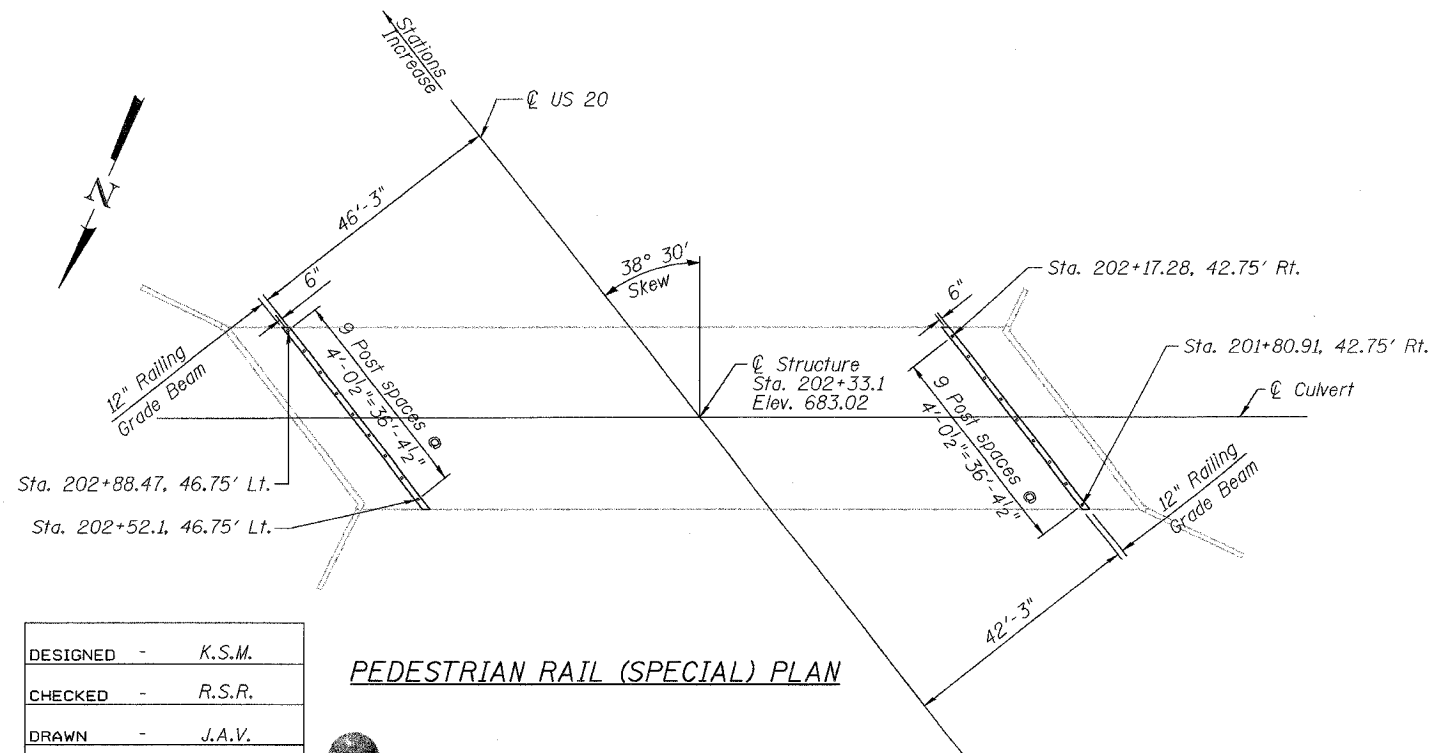 Stations
Increase
℄ US 20
N
46'-3"
6"
38° 30'
Skew
9 Post spaces @
4'-0½"=36'-4½"
12" Railing
Grade Beam
℄ Structure
Sta. 202+33.1
Elev. 683.02
6"
Sta. 202+17.28, 42.75' Rt.
Sta. 201+80.91, 42.75' Rt.
℄ Culvert
9 Post spaces @
4'-0½"=36'-4½"
12" Railing
Grade Beam
Sta. 202+88.47, 46.75' Lt.
Sta. 202+52.1, 46.75' Lt.
42'-3"
PEDESTRIAN RAIL (SPECIAL) PLAN
DESIGNED - K.S.M.
CHECKED - R.S.R.
DRAWN - J.A.V.